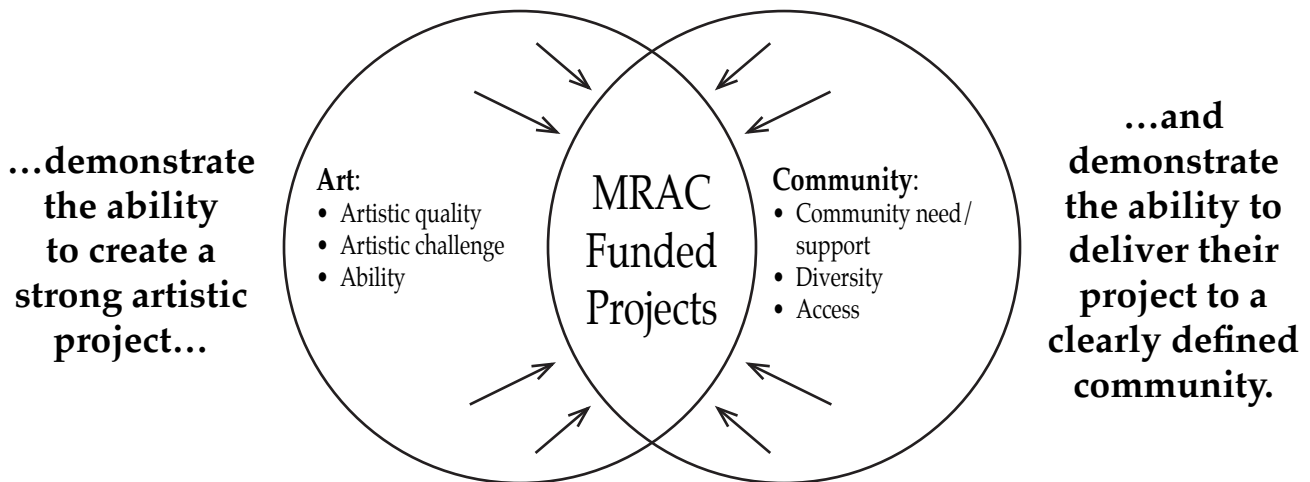 …demonstrate
the ability
to create a
strong artistic
project…
Art:
• Artistic quality
• Artistic challenge
• Ability
MRAC
Funded
Projects
Community:
• Community need/
support
• Diversity
• Access
…and
demonstrate
the ability to
deliver their
project to a
clearly defined
community.